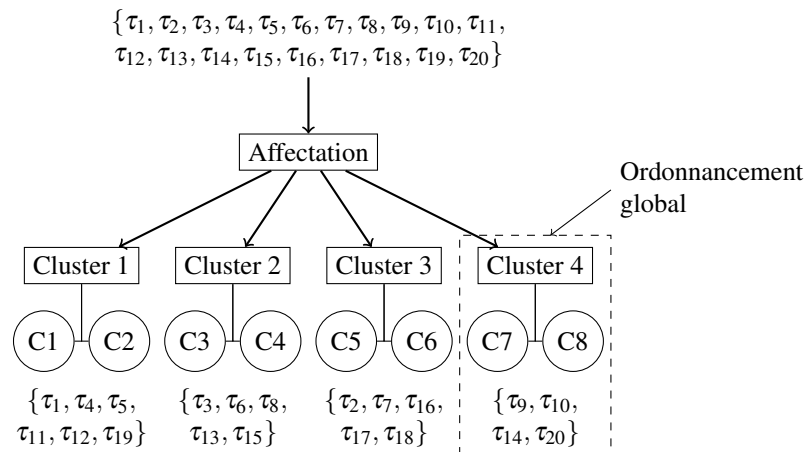 {τ1, τ2, τ3, τ4, τ5, τ6, τ7, τ8, τ9, τ10, τ11,
τ12, τ13, τ14, τ15, τ16, τ17, τ18, τ19, τ20}
Affectation
Ordonnancement
global
Cluster 1
Cluster 2
Cluster 3
Cluster 4
C1
C2
C3
C4
C5
C6
C7
C8
{τ1, τ4, τ5,
τ11, τ12, τ19}
{τ3, τ6, τ8,
τ13, τ15}
{τ2, τ7, τ16,
τ17, τ18}
{τ9, τ10,
τ14, τ20}